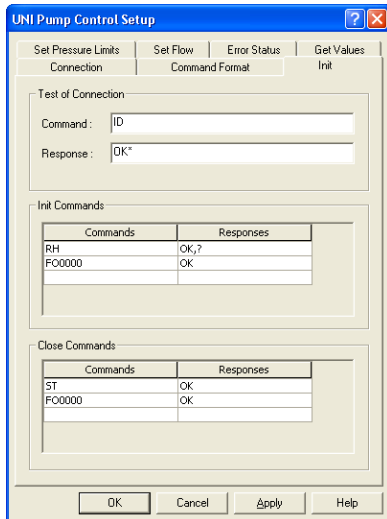 UNI Pump Control Setup
Set Pressure Limits Set Flow Error Status Get Values
Connection Command Format Init
Test of Connection
Command : ID
Response : OK*
Init Commands
Commands Responses
RH OK,?
FO0000 OK
Close Commands
Commands Responses
ST OK
FO0000 OK
OK Cancel Apply Help